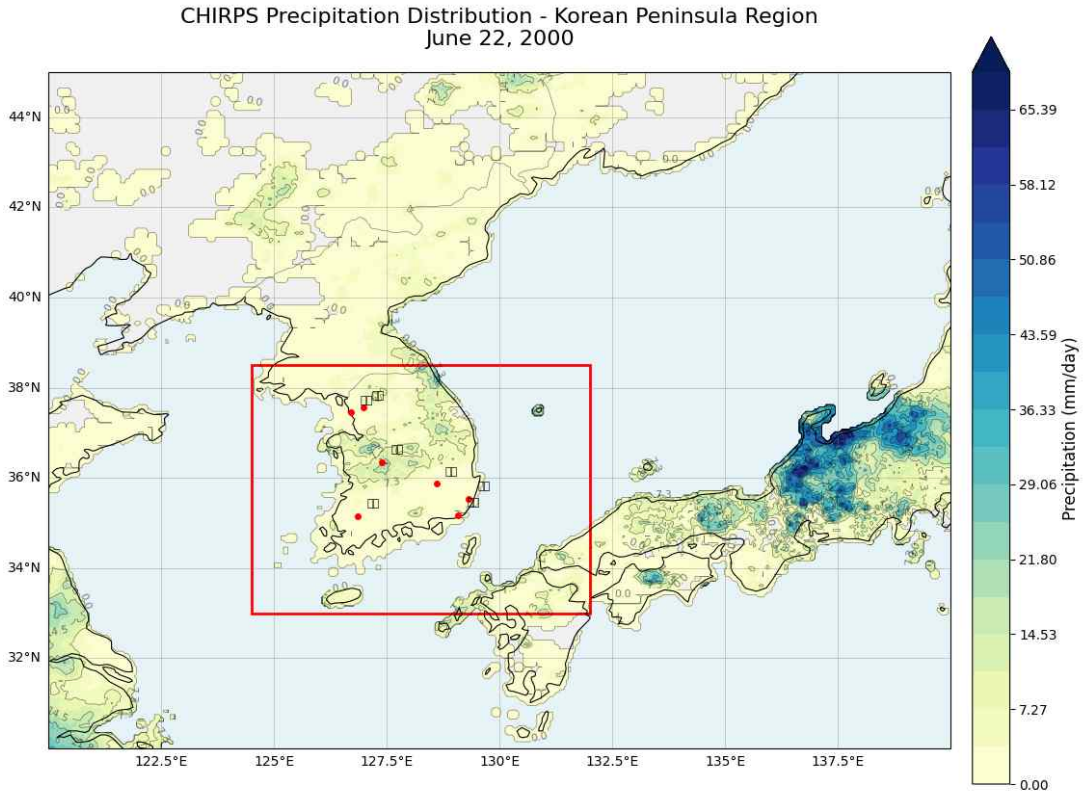 CHIRPS Precipitation Distribution - Korean Peninsula Region
June 22, 2000
44°N
42°N
40°N
38°N
36°N
34°N
32°N
122.5°E
125°E
127.5°E
130°E
132.5°E
135°E
137.5°E
65.39
58.12
50.86
43.59
36.33
29.06
21.80
14.53
7.27
0.00
Precipitation (mm/day)